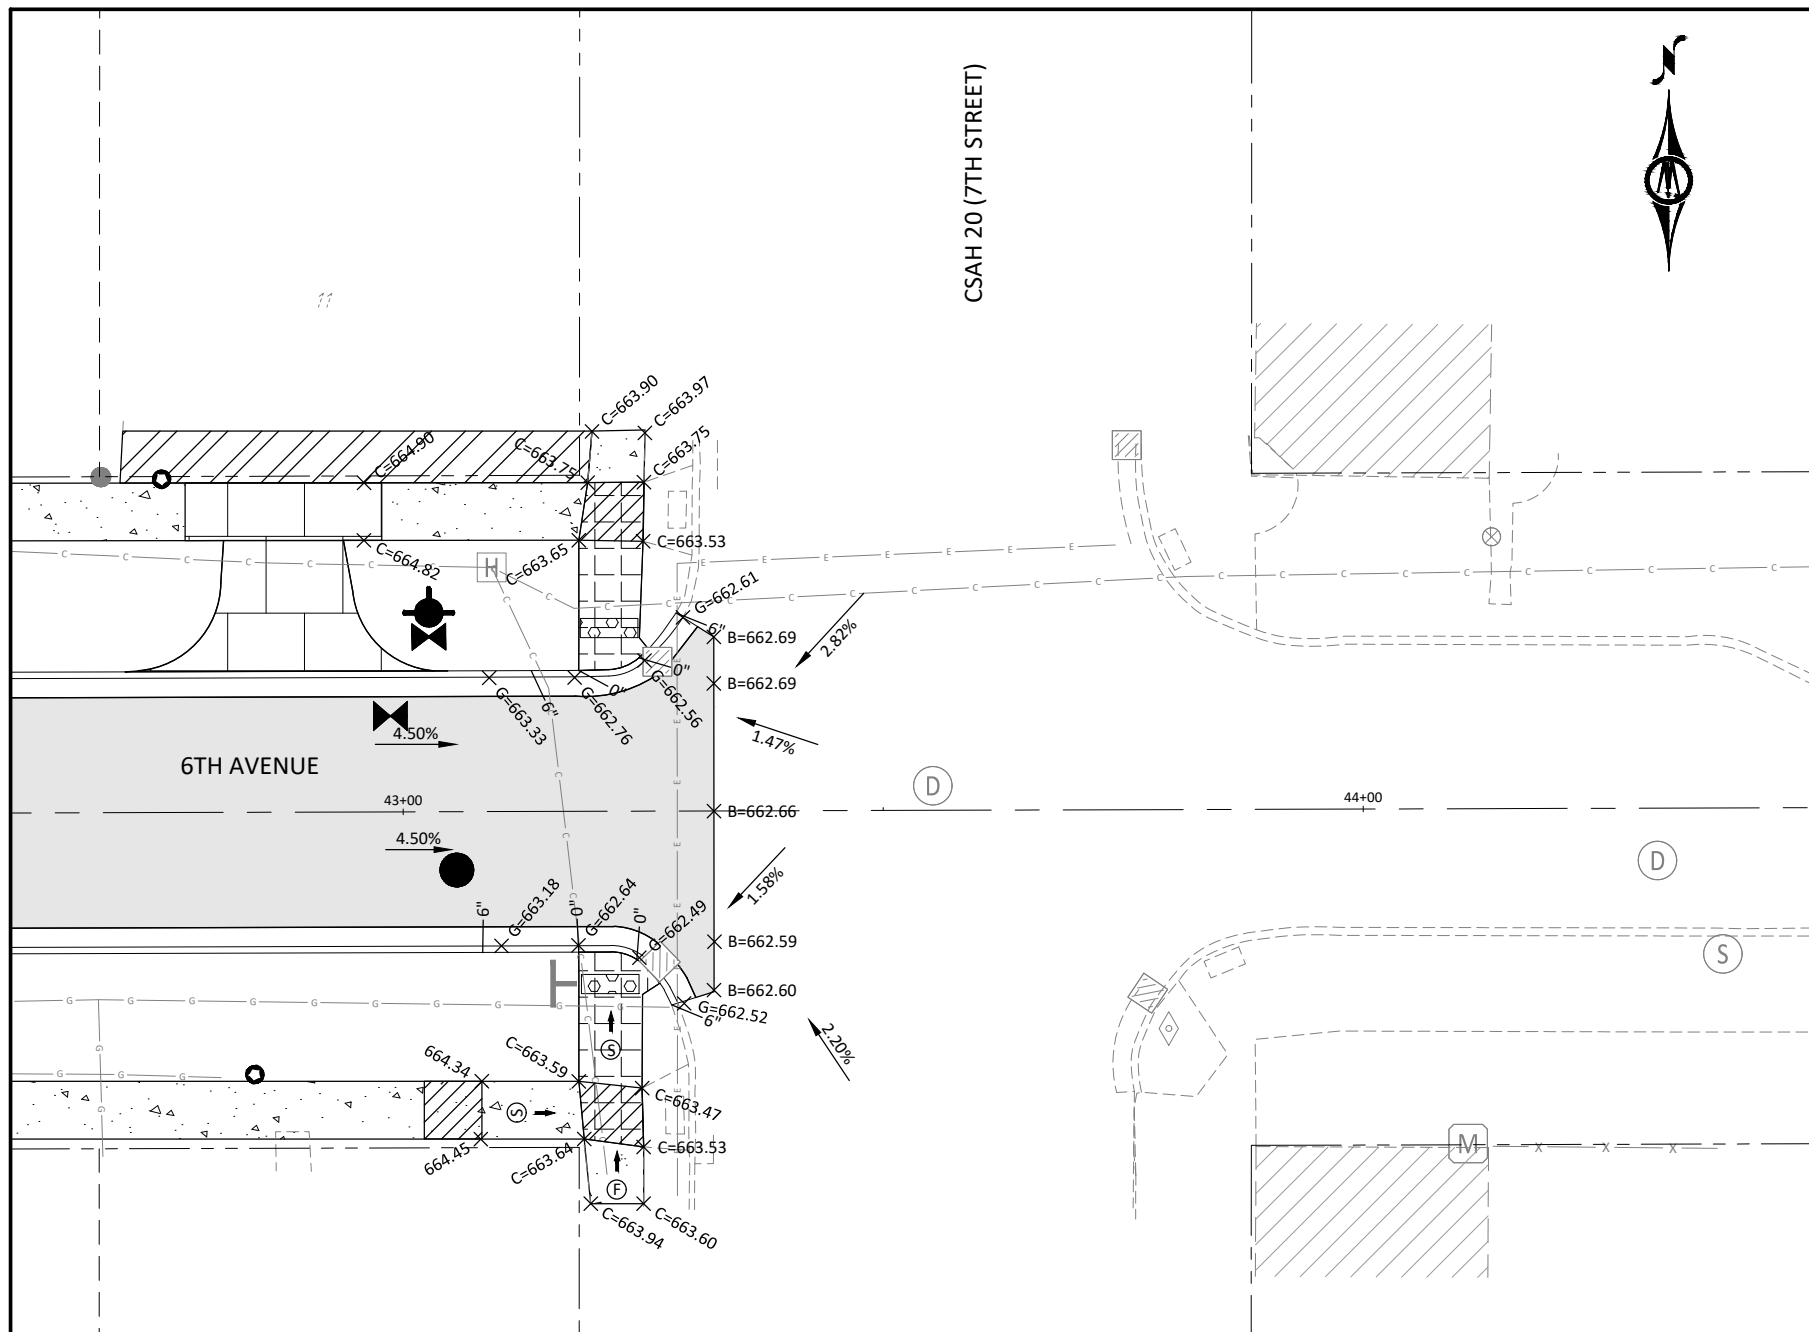 N
CSAH 20 (7TH STREET)
11
C=663.90
C=663.97
C=664.90
C=663.75
C=663.75
C=664.82
C=663.65
C=663.53
H
G=662.61
6"
B=662.69
2.82%
0"
B=662.69
G=663.33
6"
0"
G=662.76
G=662.56
4.50%
1.47%
6TH AVENUE
D
43+00
B=662.66
44+00
4.50%
D
1.58%
6"
G=663.18
0"
G=662.64
0"
G=662.49
B=662.59
S
B=662.60
G=662.52
6"
2.20%
S
664.34
C=663.59
S
C=663.47
664.45
C=663.64
C=663.53
M
X X X
F
C=663.94
C=663.60
C C C C C C C C C C C C C C C C
E E E E E E E
G G G G G G G G G G
G G G